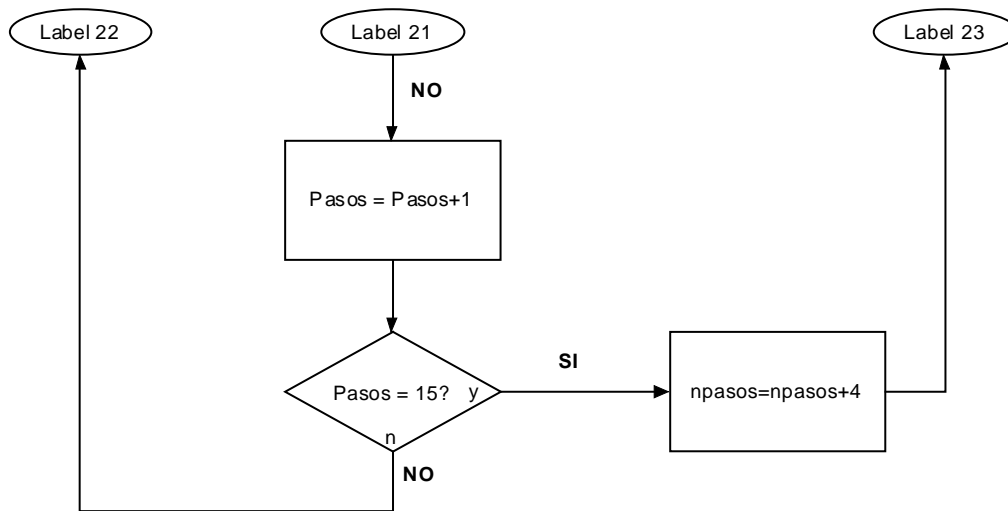 Label 22
Label 21
Label 23
NO
Pasos = Pasos+1
SI
Pasos = 15?
y
npasos=npasos+4
n
NO